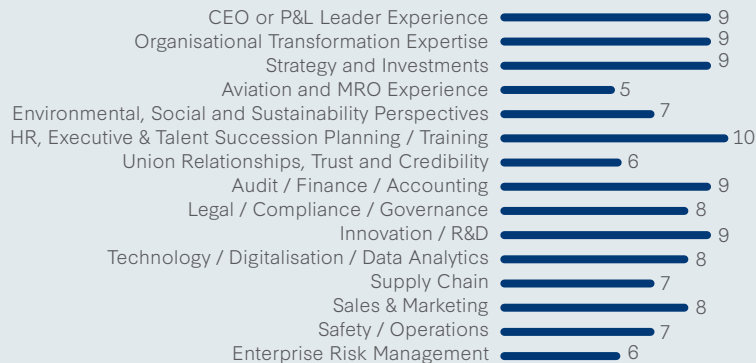 CEO or P&L Leader Experience 9
Organisational Transformation Expertise 9
Strategy and Investments 9
Aviation and MRO Experience 5
Environmental, Social and Sustainability Perspectives 7
HR, Executive & Talent Succession Planning / Training 10
Union Relationships, Trust and Credibility 6
Audit / Finance / Accounting 9
Legal / Compliance / Governance 8
Innovation / R&D 9
Technology / Digitalisation / Data Analytics 8
Supply Chain 7
Sales & Marketing 8
Safety / Operations 7
Enterprise Risk Management 6